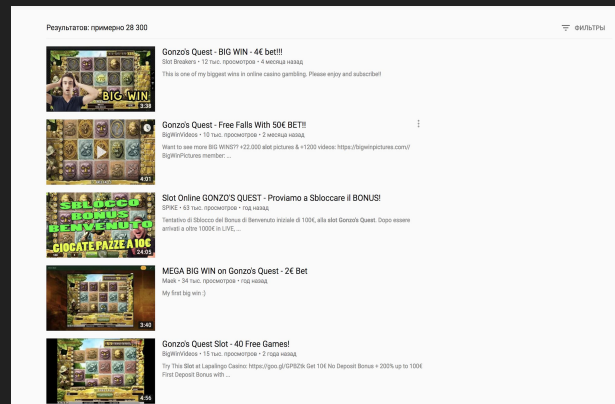 Результатов: примерно 28 300
ФИЛЬТРЫ
Gonzo's Quest - BIG WIN - 4€ bet!!!
Slot Breakers • 12 тыс. просмотров • 4 месяца назад
This is one of my biggest wins in online casino gambling. Please enjoy and subscribe!!
BIG WIN
3:38
Gonzo's Quest - Free Falls With 50€ BET!!
BigWinVideos • 10 тыс. просмотров • 2 месяца назад
Want to see more BIG WINS?? +22.000 slot pictures & +1200 videos: https://bigwinpictures.com//
BigWinPictures member: ...
4:01
Slot Online GONZO'S QUEST - Proviamo a Sbloccare il BONUS!
SPIKE • 63 тыс. просмотров • год назад
Tentativo di Sblocco del Bonus di Benvenuto Iniziale di 100€, alla slot Gonzo's Quest. Dopo essere
arrivati a oltre 1000€ in LIVE, ...
SBLOCCO
BONUS
BENVENUTO
GIOCATE PAZZE A 10€
24:05
MEGA BIG WIN on Gonzo's Quest - 2€ Bet
Maek • 34 тыс. просмотров • год назад
My first big win :)
3:40
Gonzo's Quest Slot - 40 Free Games!
BigWinVideos • 15 тыс. просмотров • 2 года назад
Try This Slot at Lapalingo Casino: Get 10€ No Deposit Bonus + 200% up to 100€
First Deposit Bonus with ...
4:56